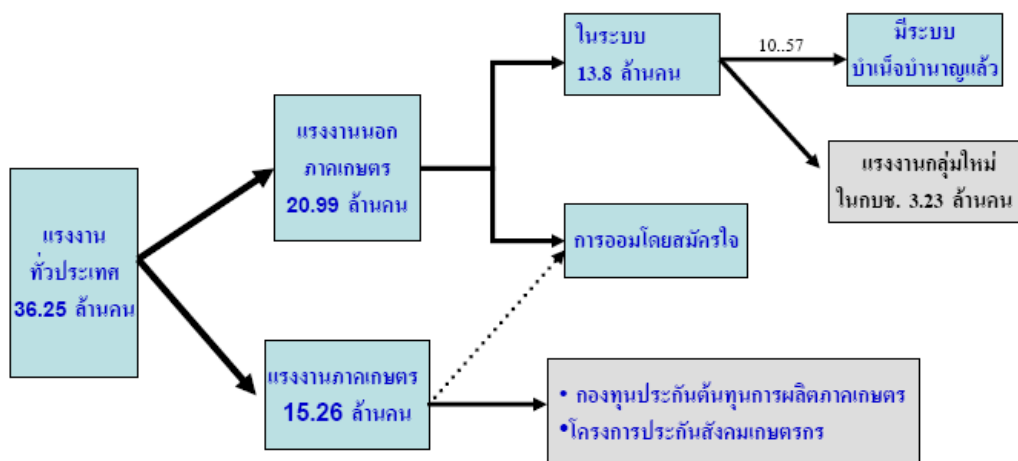 แรงงาน
ทั่วประเทศ
36.25 ล้านคน
แรงงานนอก
ภาคเกษตร
20.99 ล้านคน
แรงงานภาคเกษตร
15.26 ล้านคน
ในระบบ
13.8 ล้านคน
10..57
มีระบบ
บำเน็จบำนาญแล้ว
แรงงานกลุ่มใหม่
ในกบช. 3.23 ล้านคน
การออมโดยสมัครใจ
• กองทุนประกันต้นทุนการผลิตภาคเกษตร
•โครงการประกันสังคมเกษตรกร